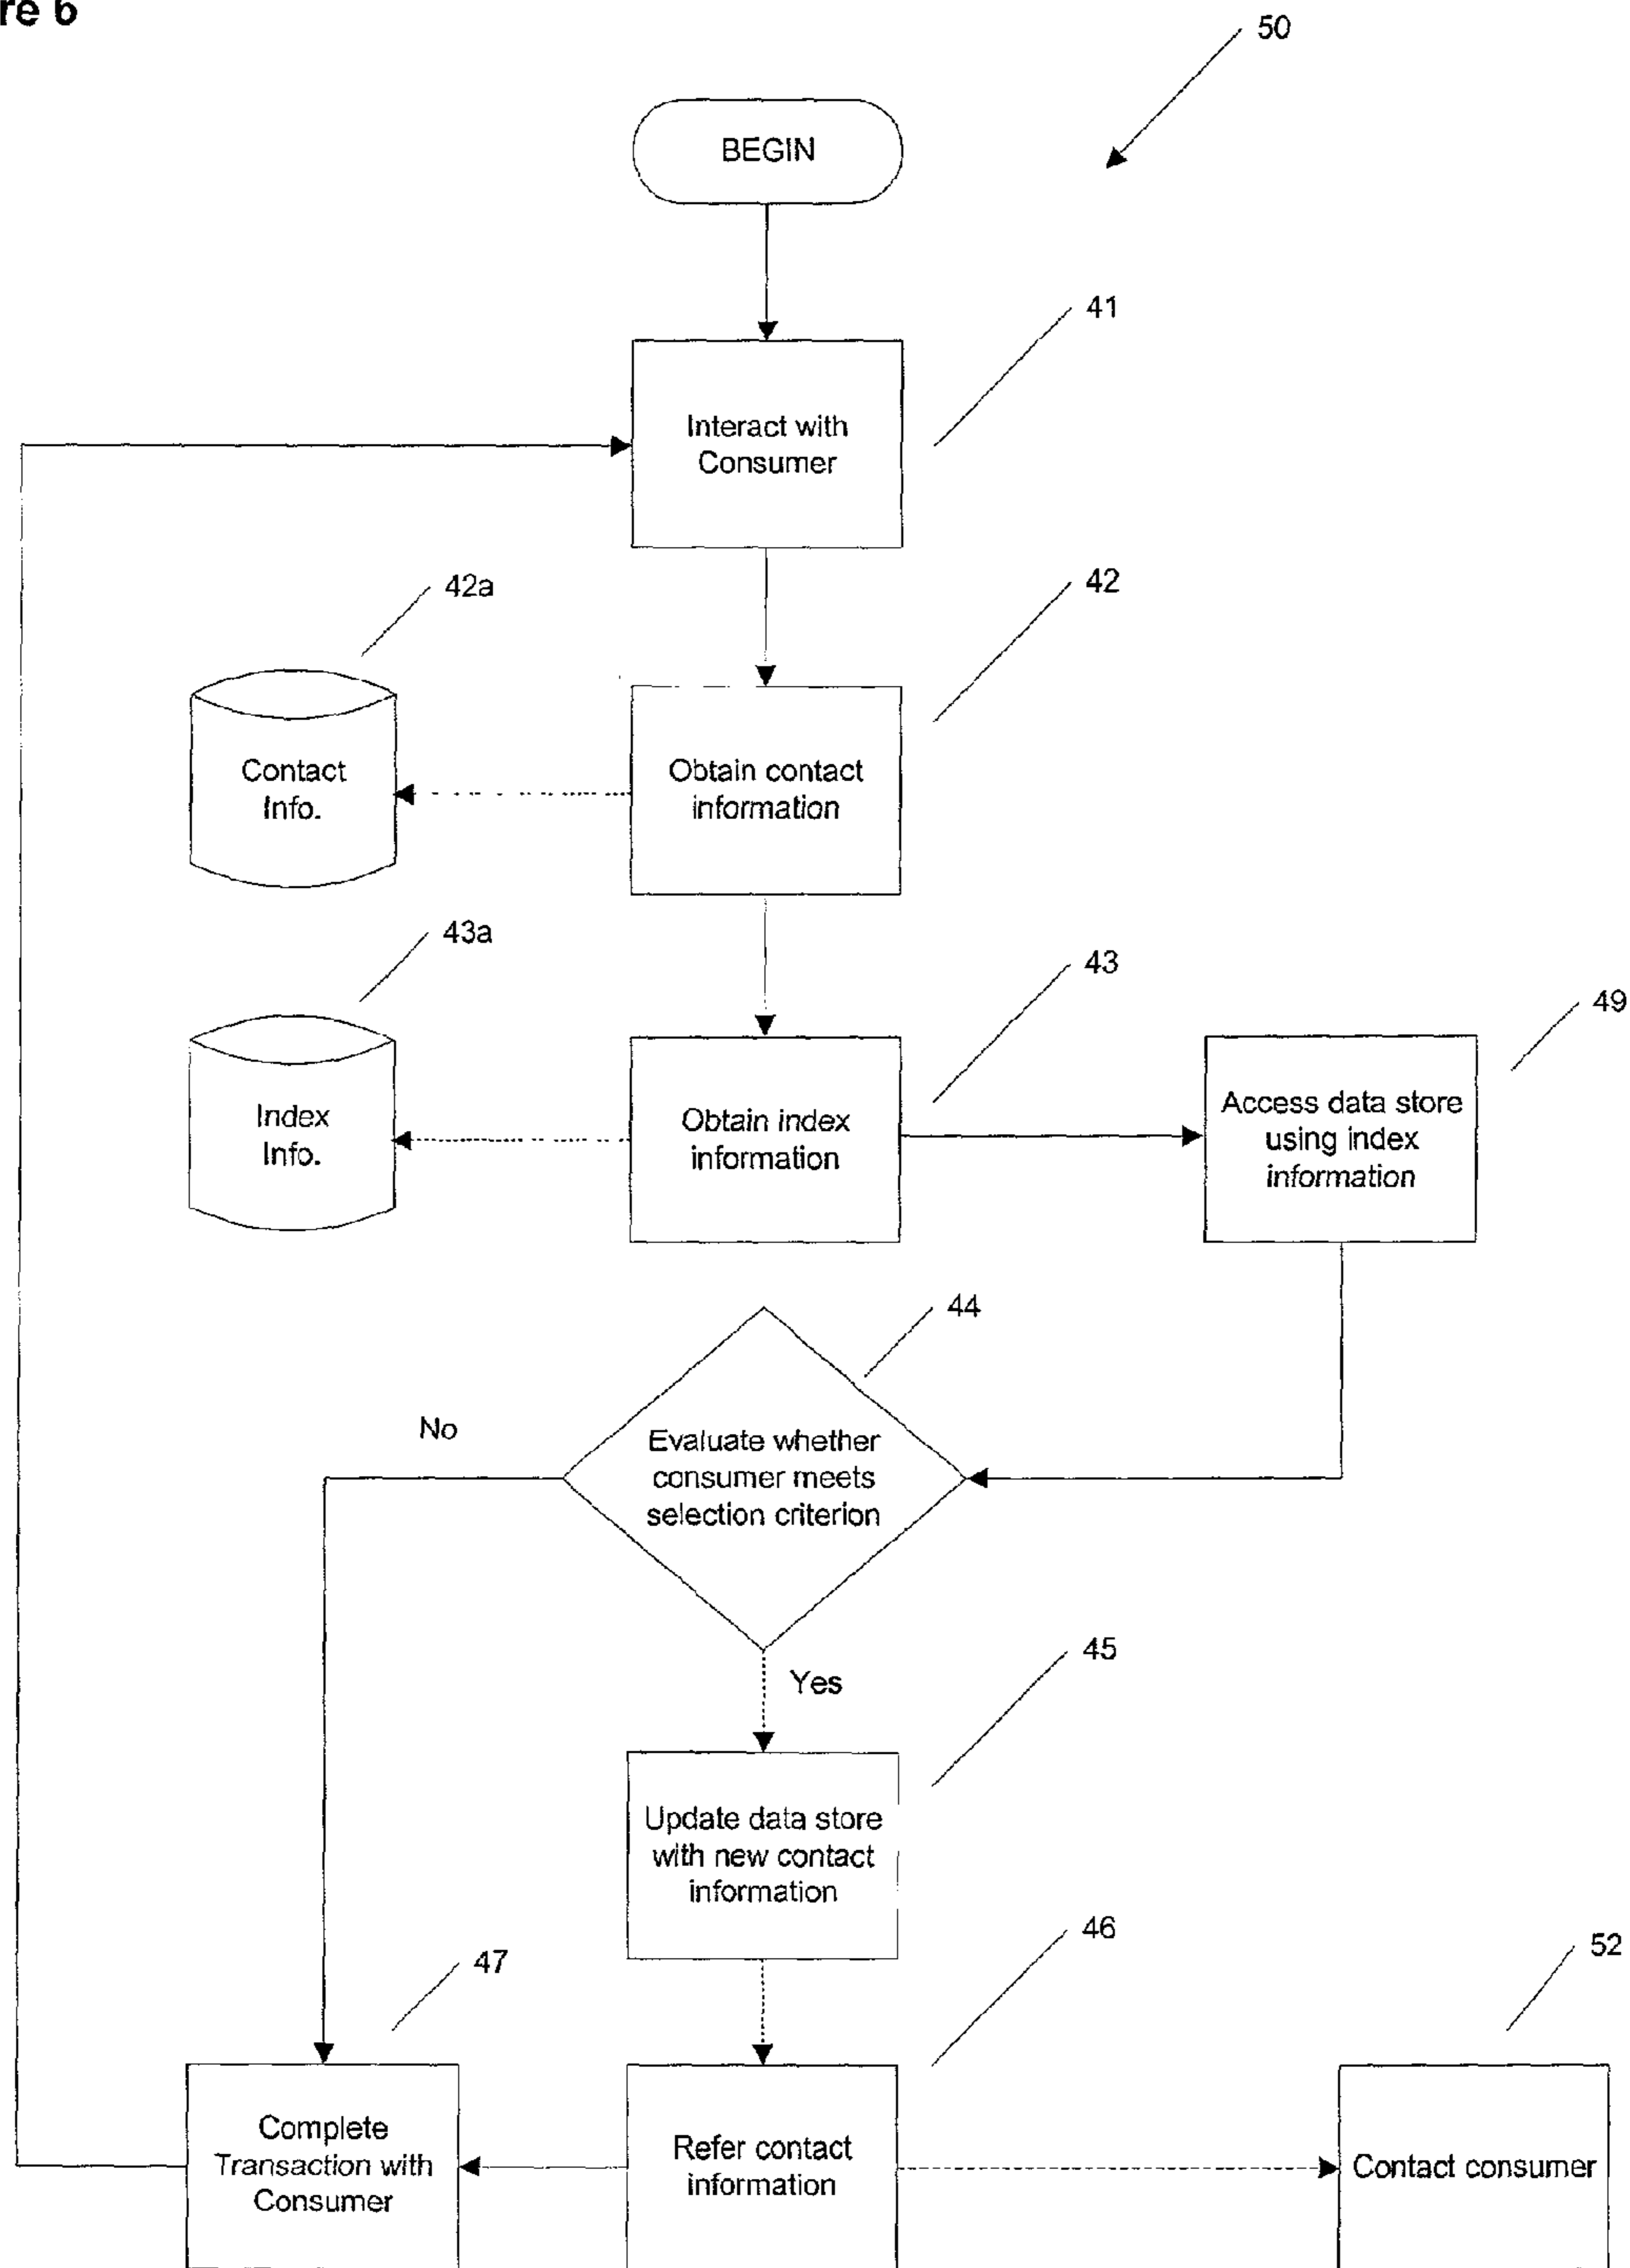 re 6
50
BEGIN
41
Interact with
Consumer
42a
42
Contact
Info.
Obtain contact
information
43a
43
49
Index
Info.
Obtain index
information
Access data store
using index
information
44
No
Evaluate whether
consumer meets
selection criterion
Yes
45
Update data store
with new contact
information
46
47
52
Complete
Transaction with
Consumer
Refer contact
information
Contact consumer